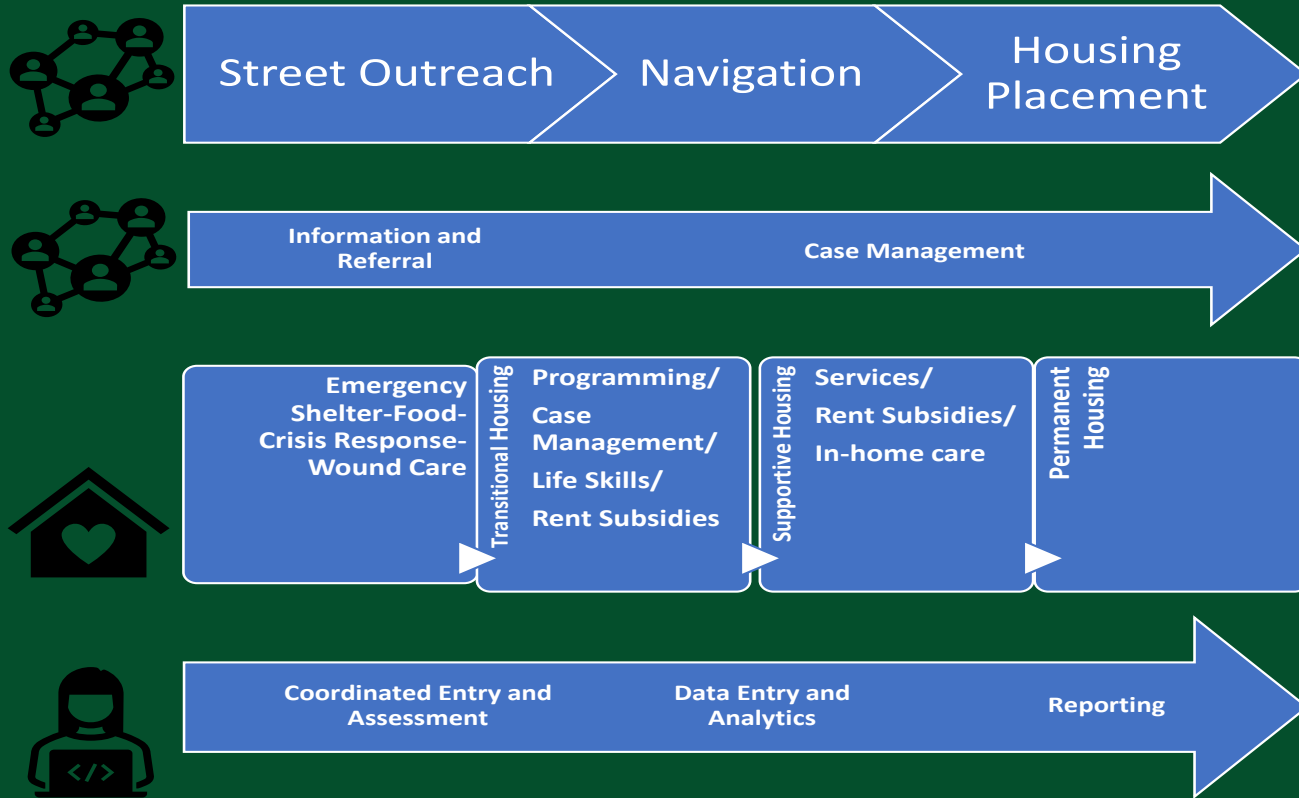 Street Outreach
Navigation
Housing
Placement
Information and
Referral
Case Management
Emergency
Shelter-Food-
Crisis Response-
Wound Care
Transitional Housing
Programming/
Case
Management/
Life Skills/
Rent Subsidies
Supportive Housing
Services/
Rent Subsidies/
In-home care
Permanent
Housing
Coordinated Entry and
Assessment
Data Entry and
Analytics
Reporting
</>